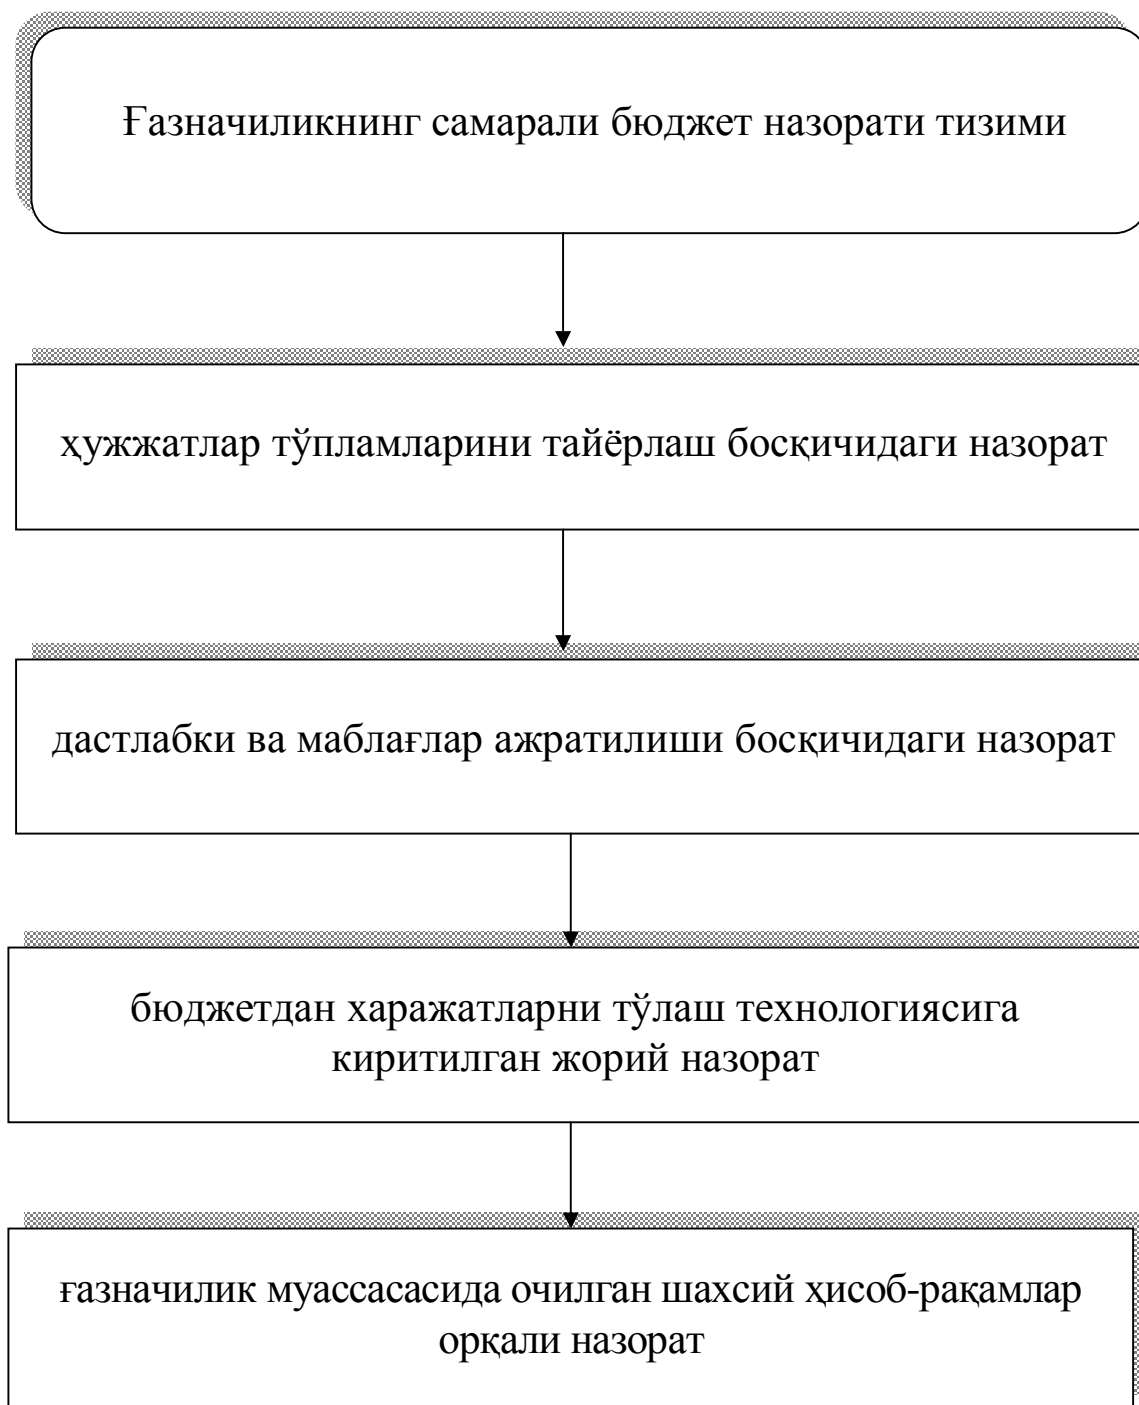 Ғазначиликнинг самарали бюджет назорати тизими
ҳужжатлар тўпламларини тайёрлаш босқичидаги назорат
дастлабки ва маблағлар ажратилиши босқичидаги назорат
бюджетдан харажатларни тўлаш технологиясига
киритилган жорий назорат
ғазначилик муассасасида очилган шахсий ҳисоб-рақамлар
орқали назорат